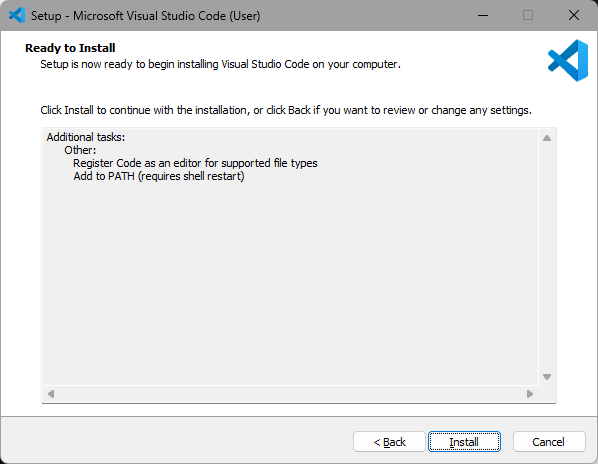 Setup - Microsoft Visual Studio Code (User)
Ready to Install
Setup is now ready to begin installing Visual Studio Code on your computer.
Click Install to continue with the installation, or click Back if you want to review or change any settings.
Additional tasks:
Other:
Register Code as an editor for supported file types
Add to PATH (requires shell restart)
< Back
Install
Cancel